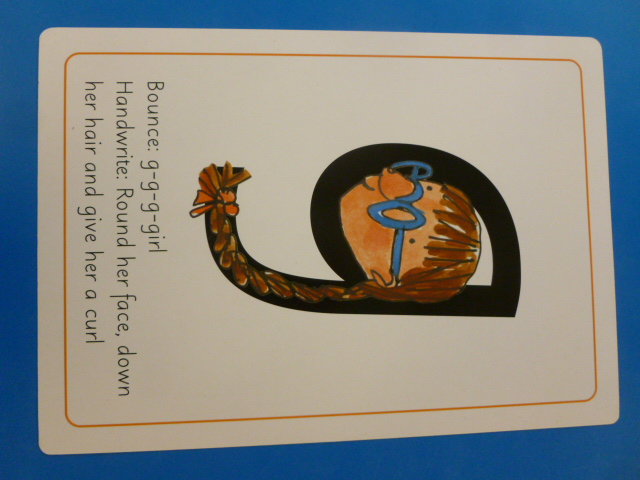 Bounce: g-g-g-girl
Handwrite: Round her face, down
her hair and give her a curl